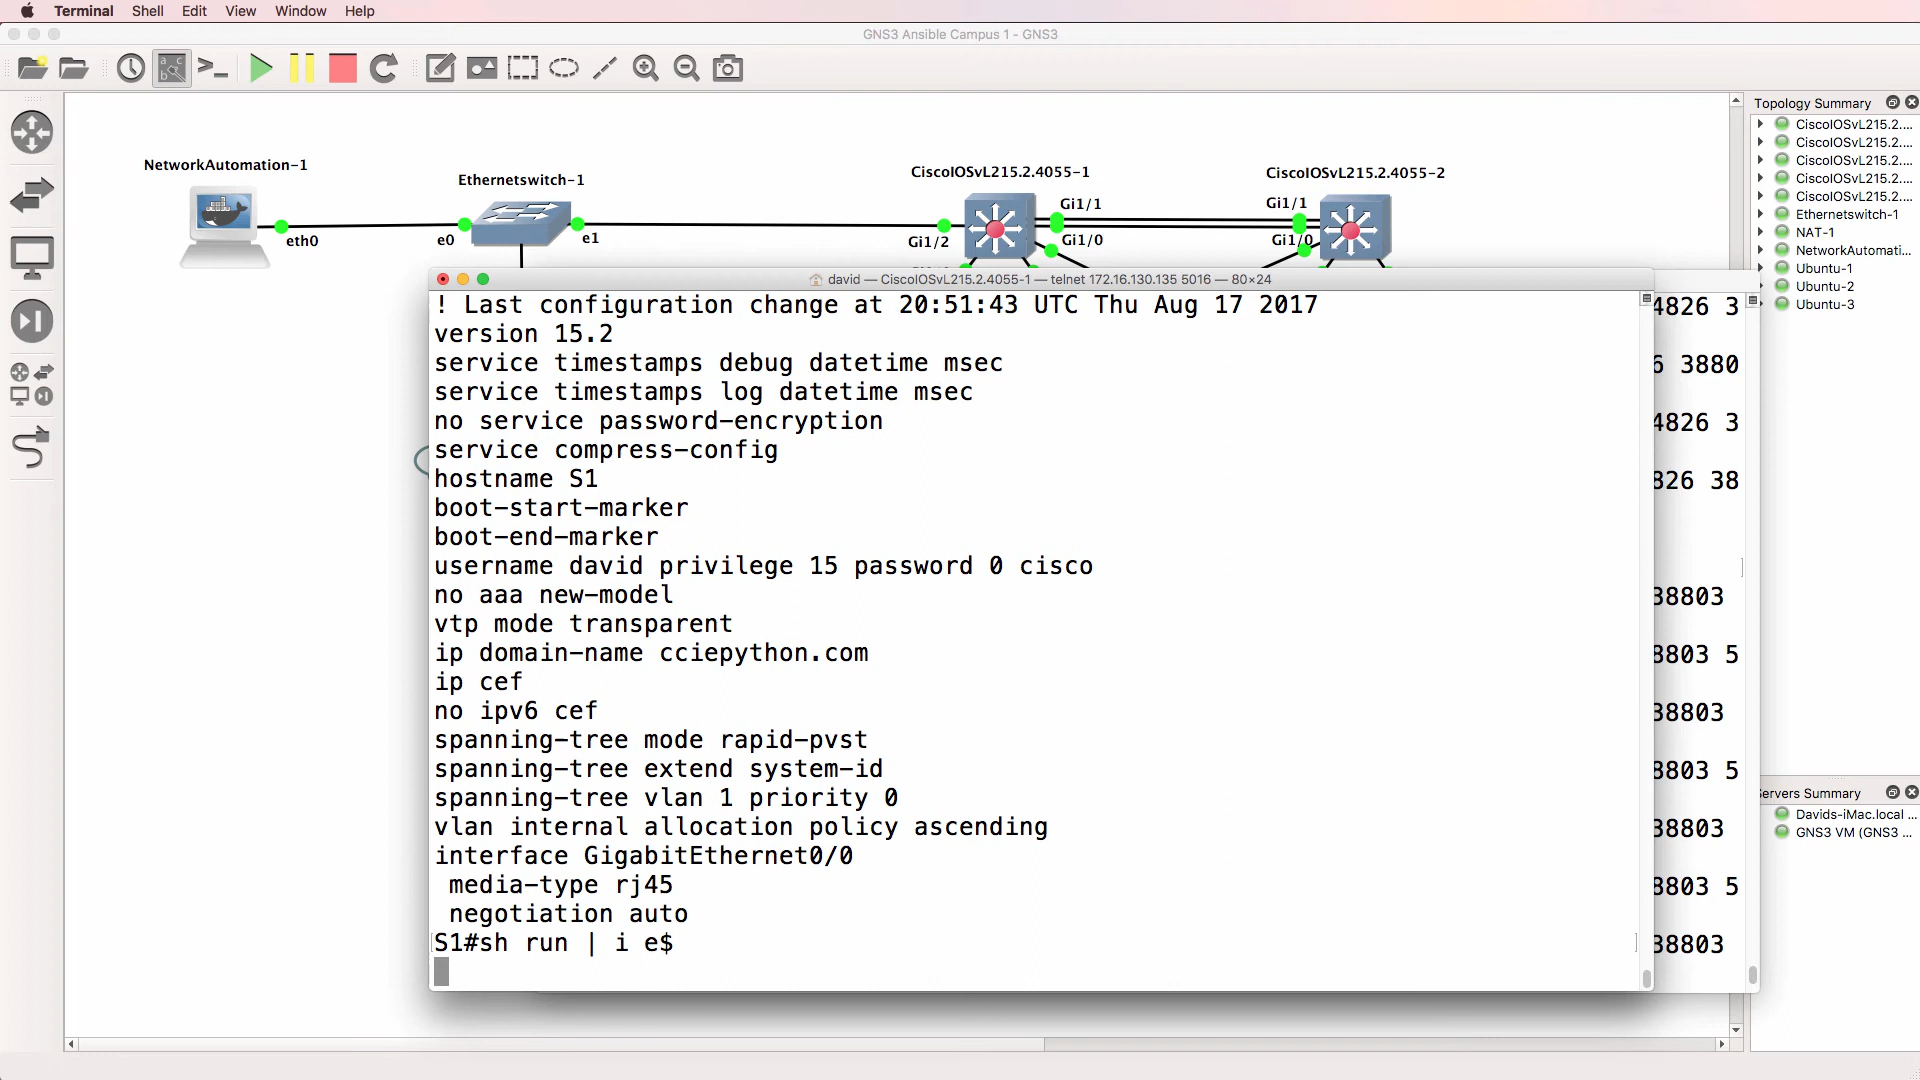 Terminal Shell Edit View Window Help
GNS3 Ansible Campus 1 - GNS3
NetworkAutomation-1
eth0
Ethernetswitch-1
e0
e1
CiscoIOSvL215.2.4055-1
Gi1/1
Gi1/2
Gi1/0
CiscoIOSvL215.2.4055-2
Gi1/1
Gi1/0
Topology Summary
CiscoIOSvL215.2....
CiscoIOSvL215.2....
CiscoIOSvL215.2....
CiscoIOSvL215.2....
CiscoIOSvL215.2....
Ethernetswitch-1
NAT-1
NetworkAutomati...
Ubuntu-1
Ubuntu-2
Ubuntu-3
david — CiscoIOSvL215.2.4055-1 — telnet 172.16.130.135 5016 — 80×24
! Last configuration change at 20:51:43 UTC Thu Aug 17 2017
version 15.2
service timestamps debug datetime msec
service timestamps log datetime msec
no service password-encryption
service compress-config
hostname S1
boot-start-marker
boot-end-marker
username david privilege 15 password 0 cisco
no aaa new-model
vtp mode transparent
ip domain-name cciepython.com
ip cef
no ipv6 cef
spanning-tree mode rapid-pvst
spanning-tree extend system-id
spanning-tree vlan 1 priority 0
vlan internal allocation policy ascending
interface GigabitEthernet0/0
 media-type rj45
 negotiation auto
S1#sh run | i e$
4826 3
6 3880
4826 3
826 38
38803
8803 5
38803
8803 5
38803
8803 5
38803
Servers Summary
Davids-iMac.local ...
GNS3 VM (GNS3 ...